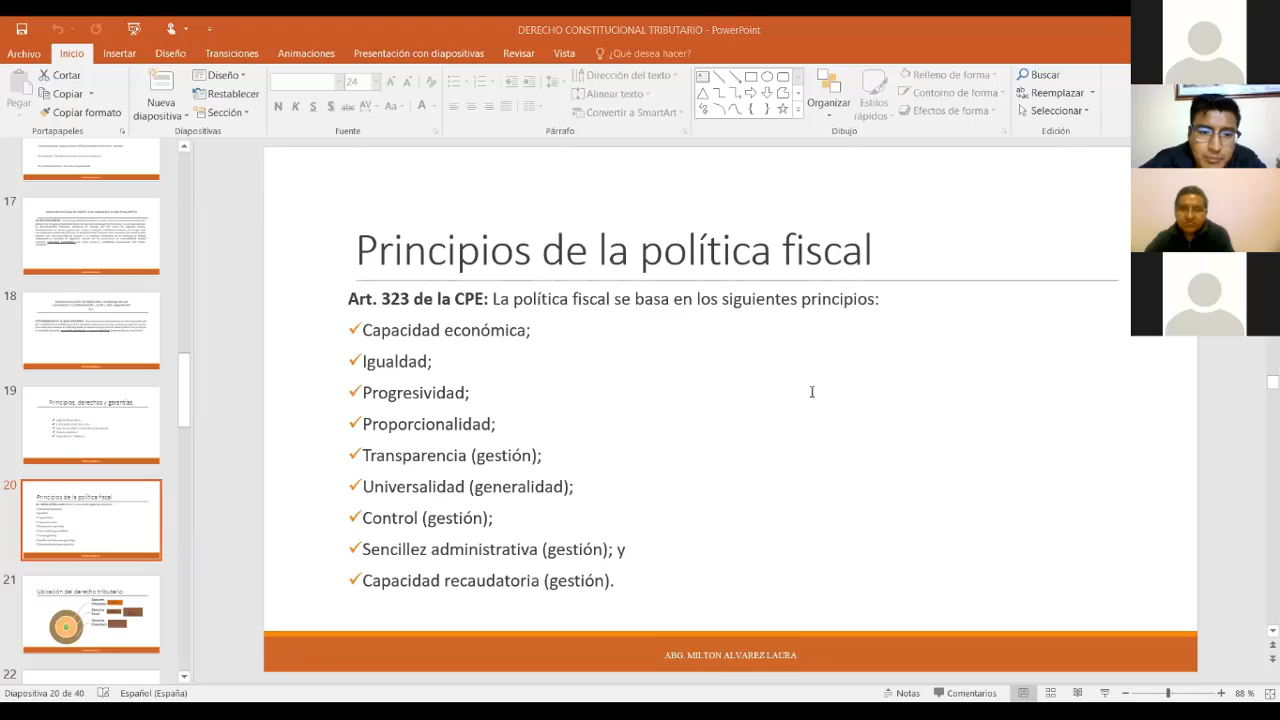 DERECHO CONSTITUCIONAL TRIBUTARIO - PowerPoint
Archivo Inicio Insertar Diseño Transiciones Animaciones Presentación con diapositivas Revisar Vista ¿Qué desea hacer?
Pegar
Cortar
Copiar
Copiar formato
Portapapeles
Nueva diapositiva
Diseño
Restablecer
Sección
Diapositivas
24
N K S S abc AV Aa A
Fuente
Dirección del texto
Alinear texto
Convertir a SmartArt
Párrafo
Organizar
Estilos rápidos
Relleno de forma
Contorno de forma
Efectos de forma
Dibujo
Buscar
Reemplazar
Seleccionar
Edición
17
18
19
Principios, derechos y garantías
20
Principios de la política fiscal
21
Ubicación del derecho tributario
22
Principios de la política fiscal
Art. 323 de la CPE: La política fiscal se basa en los siguientes principios:
Capacidad económica;
Igualdad;
Progresividad;
Proporcionalidad;
Transparencia (gestión);
Universalidad (generalidad);
Control (gestión);
Sencillez administrativa (gestión); y
Capacidad recaudatoria (gestión).
ABG. MILTON ALVAREZ LAURA
Diapositiva 20 de 40 Español (España) Notas Comentarios 88 %